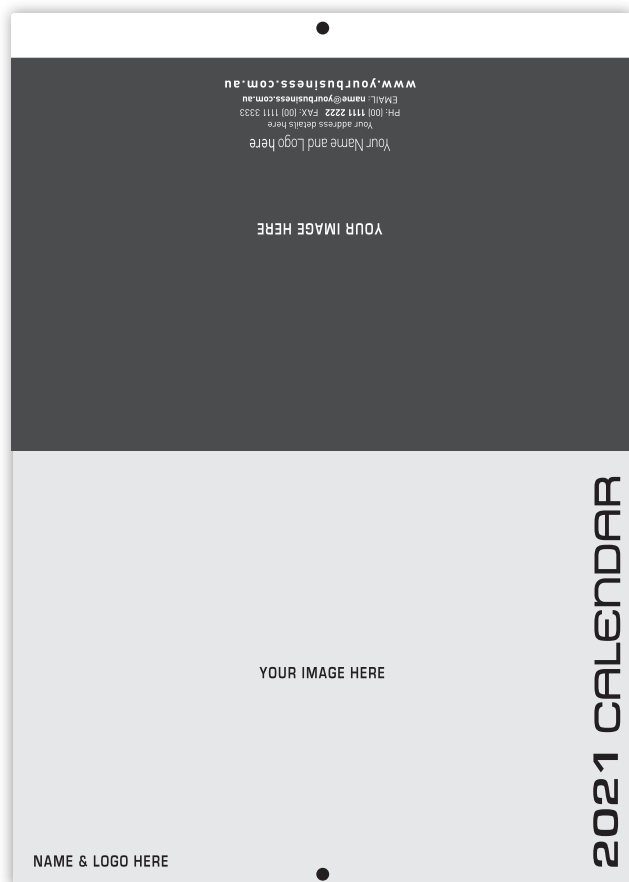 YOUR IMAGE HERE
Your Name and Logo here
Your address details here
PH: (00) 1111 2222 FAX: (00) 1111 3333
EMAIL: name@yourbusiness.com.au
www.yourbusiness.com.au
YOUR IMAGE HERE
2021 CALENDAR
NAME & LOGO HERE